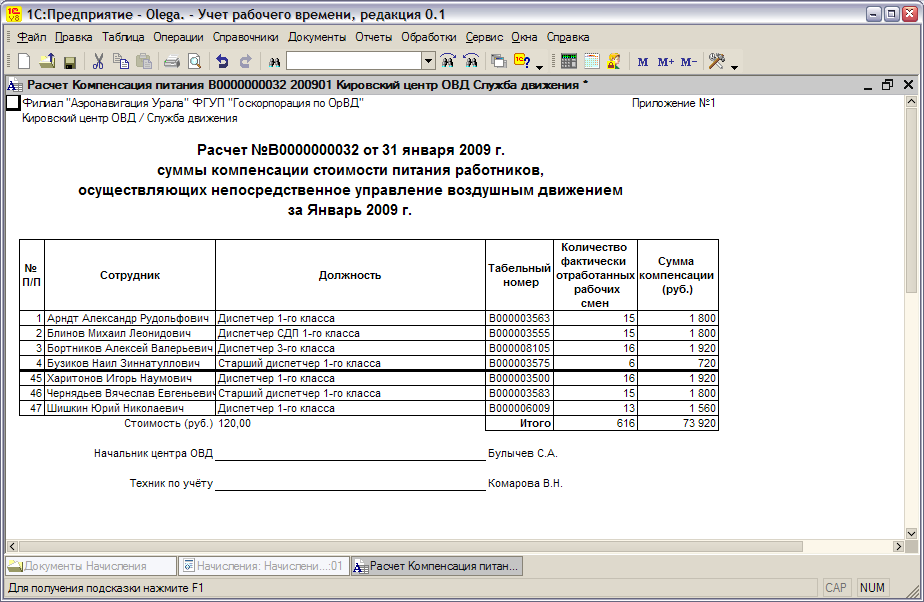 1С:Предприятие - Olega. - Учет рабочего времени, редакция 0.1
Файл Правка Таблица Операции Справочники Документы Отчеты Обработки Сервис Окна Справка
M M+ M-
Расчет Компенсация питания В0000000032 200901 Кировский центр ОВД Служба движения *
Филиал "Аэронавигация Урала" ФГУП "Госкорпорация по ОрВД" Приложение №1
Кировский центр ОВД / Служба движения
Расчет №В0000000032 от 31 января 2009 г.
суммы компенсации стоимости питания работников,
осуществляющих непосредственное управление воздушным движением
за Январь 2009 г.
№ П/П Сотрудник Должность Табельный номер Количество фактически отработанных рабочих смен Сумма компенсации (руб.)
1 Арндт Александр Рудольфович Диспетчер 1-го класса В000003563 15 1 800
2 Блинов Михаил Леонидович Диспетчер СДП 1-го класса В000003555 15 1 800
3 Бортников Алексей Валерьевич Диспетчер 3-го класса В000008105 16 1 920
4 Бузиков Наил Зиннатуллович Старший диспетчер 1-го класса В000003575 6 720
45 Харитонов Игорь Наумович Диспетчер 1-го класса В000003500 16 1 920
46 Чернядьев Вячеслав Евгеньевич Старший диспетчер 1-го класса В000003583 15 1 800
47 Шишкин Юрий Николаевич Диспетчер 1-го класса В000006009 13 1 560
Стоимость (руб.) 120,00 Итого 616 73 920
Начальник центра ОВД Булычев С.А.
Техник по учёту Комарова В.Н.
Документы Начисления Начисления: Начислени...:01 Расчет Компенсация питан...
Для получения подсказки нажмите F1 CAP NUM